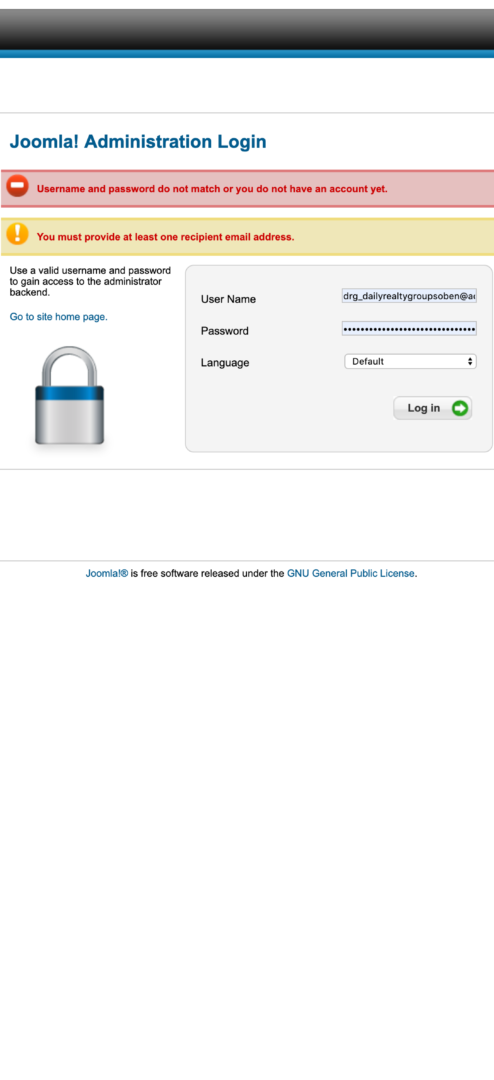 Joomla! Administration Login
Username and password do not match or you do not have an account yet.
You must provide at least one recipient email address.
Use a valid username and password
to gain access to the administrator
backend.
Go to site home page.
User Name
Password
Language
Default
Log in
Joomla!® is free software released under the GNU General Public License.